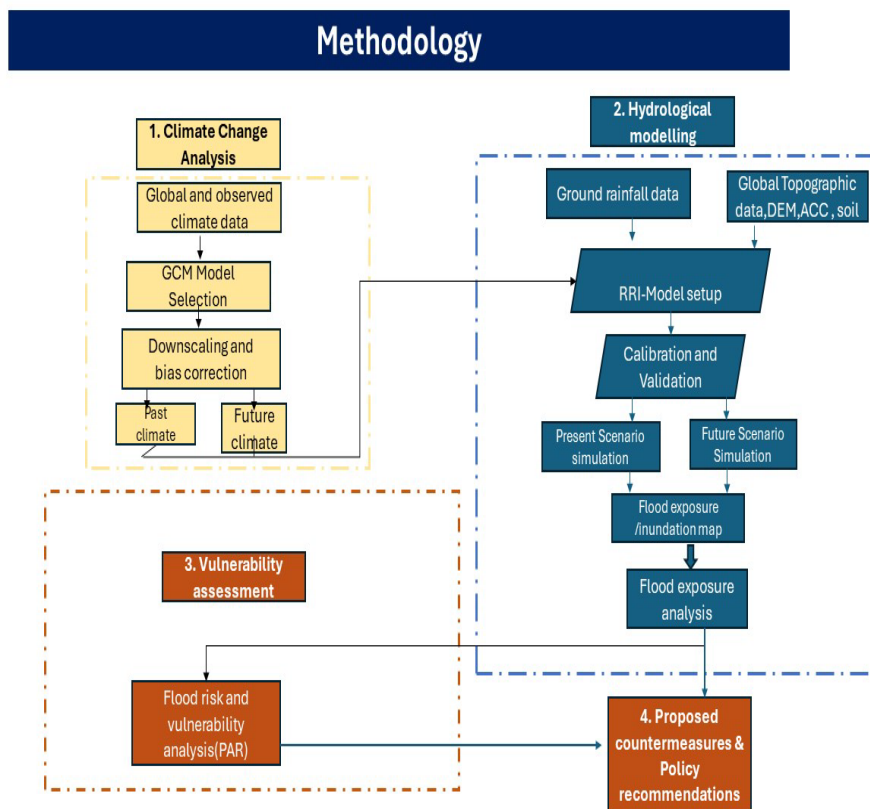 Methodology
1. Climate Change
Analysis
Global and observed
climate data
GCM Model
Selection
Downscaling and
bias correction
Past
climate
Future
climate
2. Hydrological
modelling
Ground rainfall data
Global Topographic
data,DEM,ACC , soil
RRI-Model setup
Calibration and
Validation
Present Scenario
simulation
Future Scenario
Simulation
Flood exposure
/inundation map
Flood exposure
analysis
3. Vulnerability
assessment
Flood risk and
vulnerability
analysis(PAR)
4. Proposed
countermeasures &
Policy
recommendations